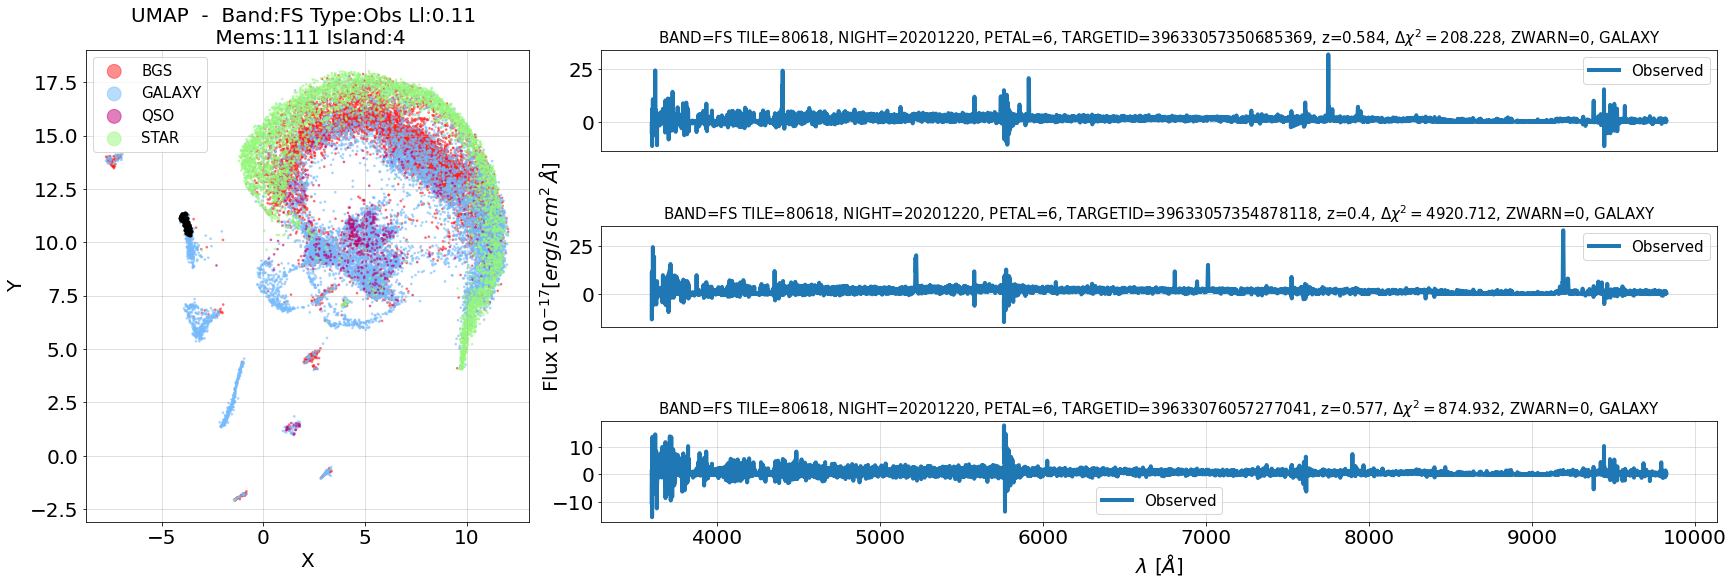 UMAP  -  Band:FS Type:Obs Ll:0.11
Mems:111 Island:4
BGS
GALAXY
QSO
STAR
17.5
15.0
12.5
10.0
7.5
5.0
2.5
0.0
−2.5
Y
−5
0
5
10
X
Flux 10⁻¹⁷[erg/s cm² Å]
BAND=FS TILE=80618, NIGHT=20201220, PETAL=6, TARGETID=39633057350685369, z=0.584, Δχ² = 208.228, ZWARN=0, GALAXY
25
0
Observed
BAND=FS TILE=80618, NIGHT=20201220, PETAL=6, TARGETID=39633057354878118, z=0.4, Δχ² = 4920.712, ZWARN=0, GALAXY
25
0
Observed
BAND=FS TILE=80618, NIGHT=20201220, PETAL=6, TARGETID=39633076057277041, z=0.577, Δχ² = 874.932, ZWARN=0, GALAXY
10
0
−10
Observed
4000
5000
6000
7000
8000
9000
10000
λ [Å]